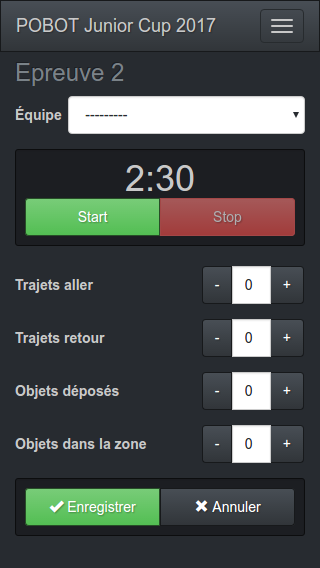 POBOT Junior Cup 2017
Epreuve 2
Équipe ---------
2:30
Start Stop
Trajets aller - 0 +
Trajets retour - 0 +
Objets déposés - 0 +
Objets dans la zone - 0 +
Enregistrer Annuler